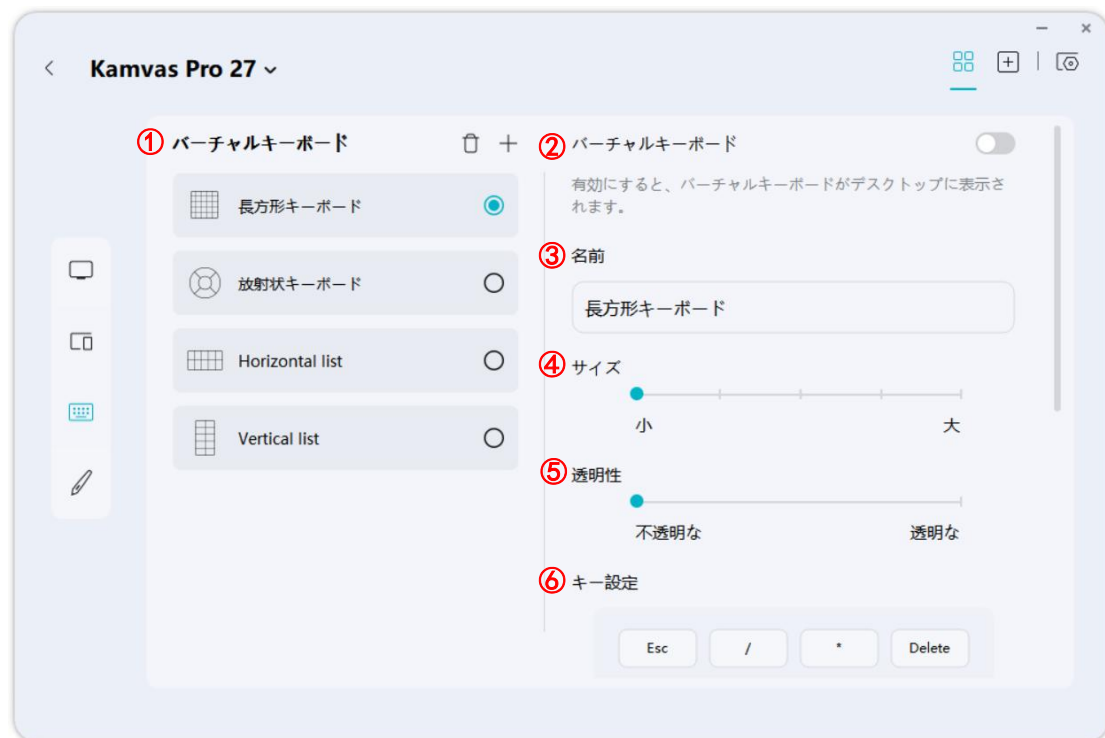 Kamvas Pro 27
① バーチャルキーボード
長方形キーボード
放射状キーボード
Horizontal list
Vertical list
② バーチャルキーボード
有効にすると、バーチャルキーボードがデスクトップに表示さ
れます。
③ 名前
長方形キーボード
④ サイズ
小 大
⑤ 透明性
不透明な 透明な
⑥ キー設定
Esc / * Delete